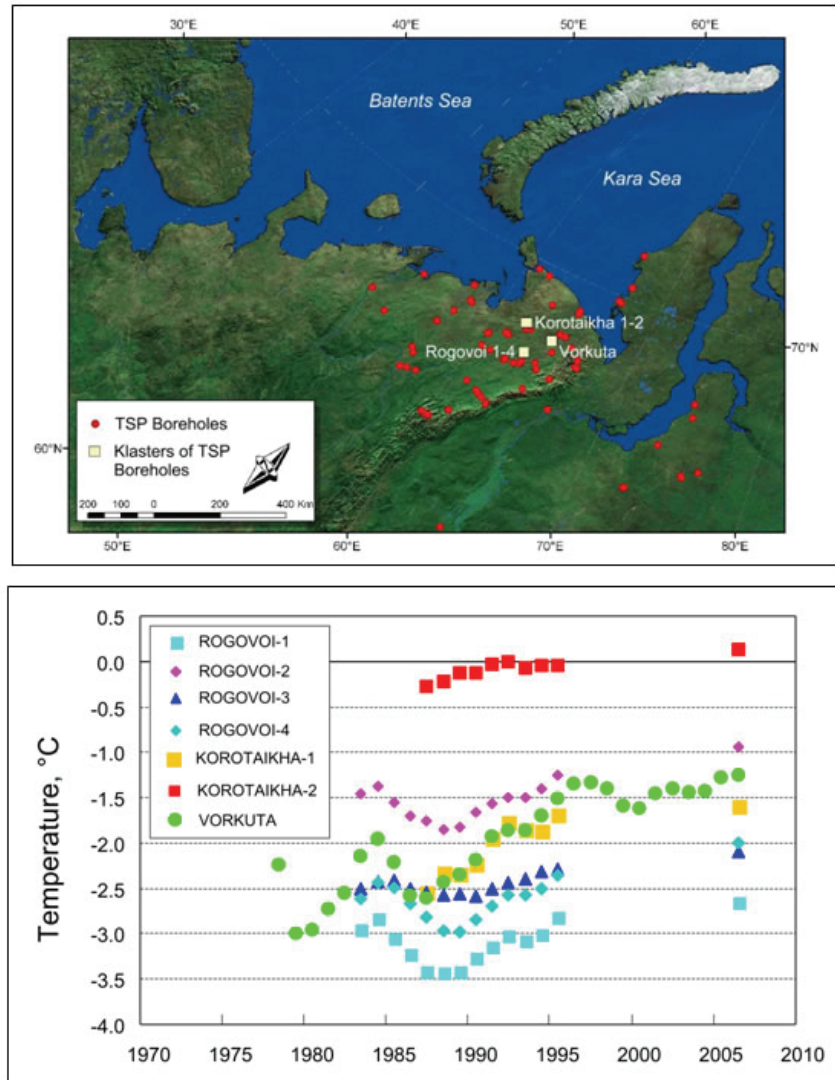 30°E 40°E 50°E 60°E
Batents Sea
Kara Sea
Korotaikha 1-2
Rogovoi 1-4 Vorkuta
70°N
TSP Boreholes
Klasters of TSP
Boreholes
60°N
200 100 0 200 400 Km
50°E 60°E 70°E 80°E
0.5
0.0
-0.5
-1.0
-1.5
-2.0
-2.5
-3.0
-3.5
-4.0
Temperature, °C
ROGOVOI-1
ROGOVOI-2
ROGOVOI-3
ROGOVOI-4
KOROTAIKHA-1
KOROTAIKHA-2
VORKUTA
1970 1975 1980 1985 1990 1995 2000 2005 2010